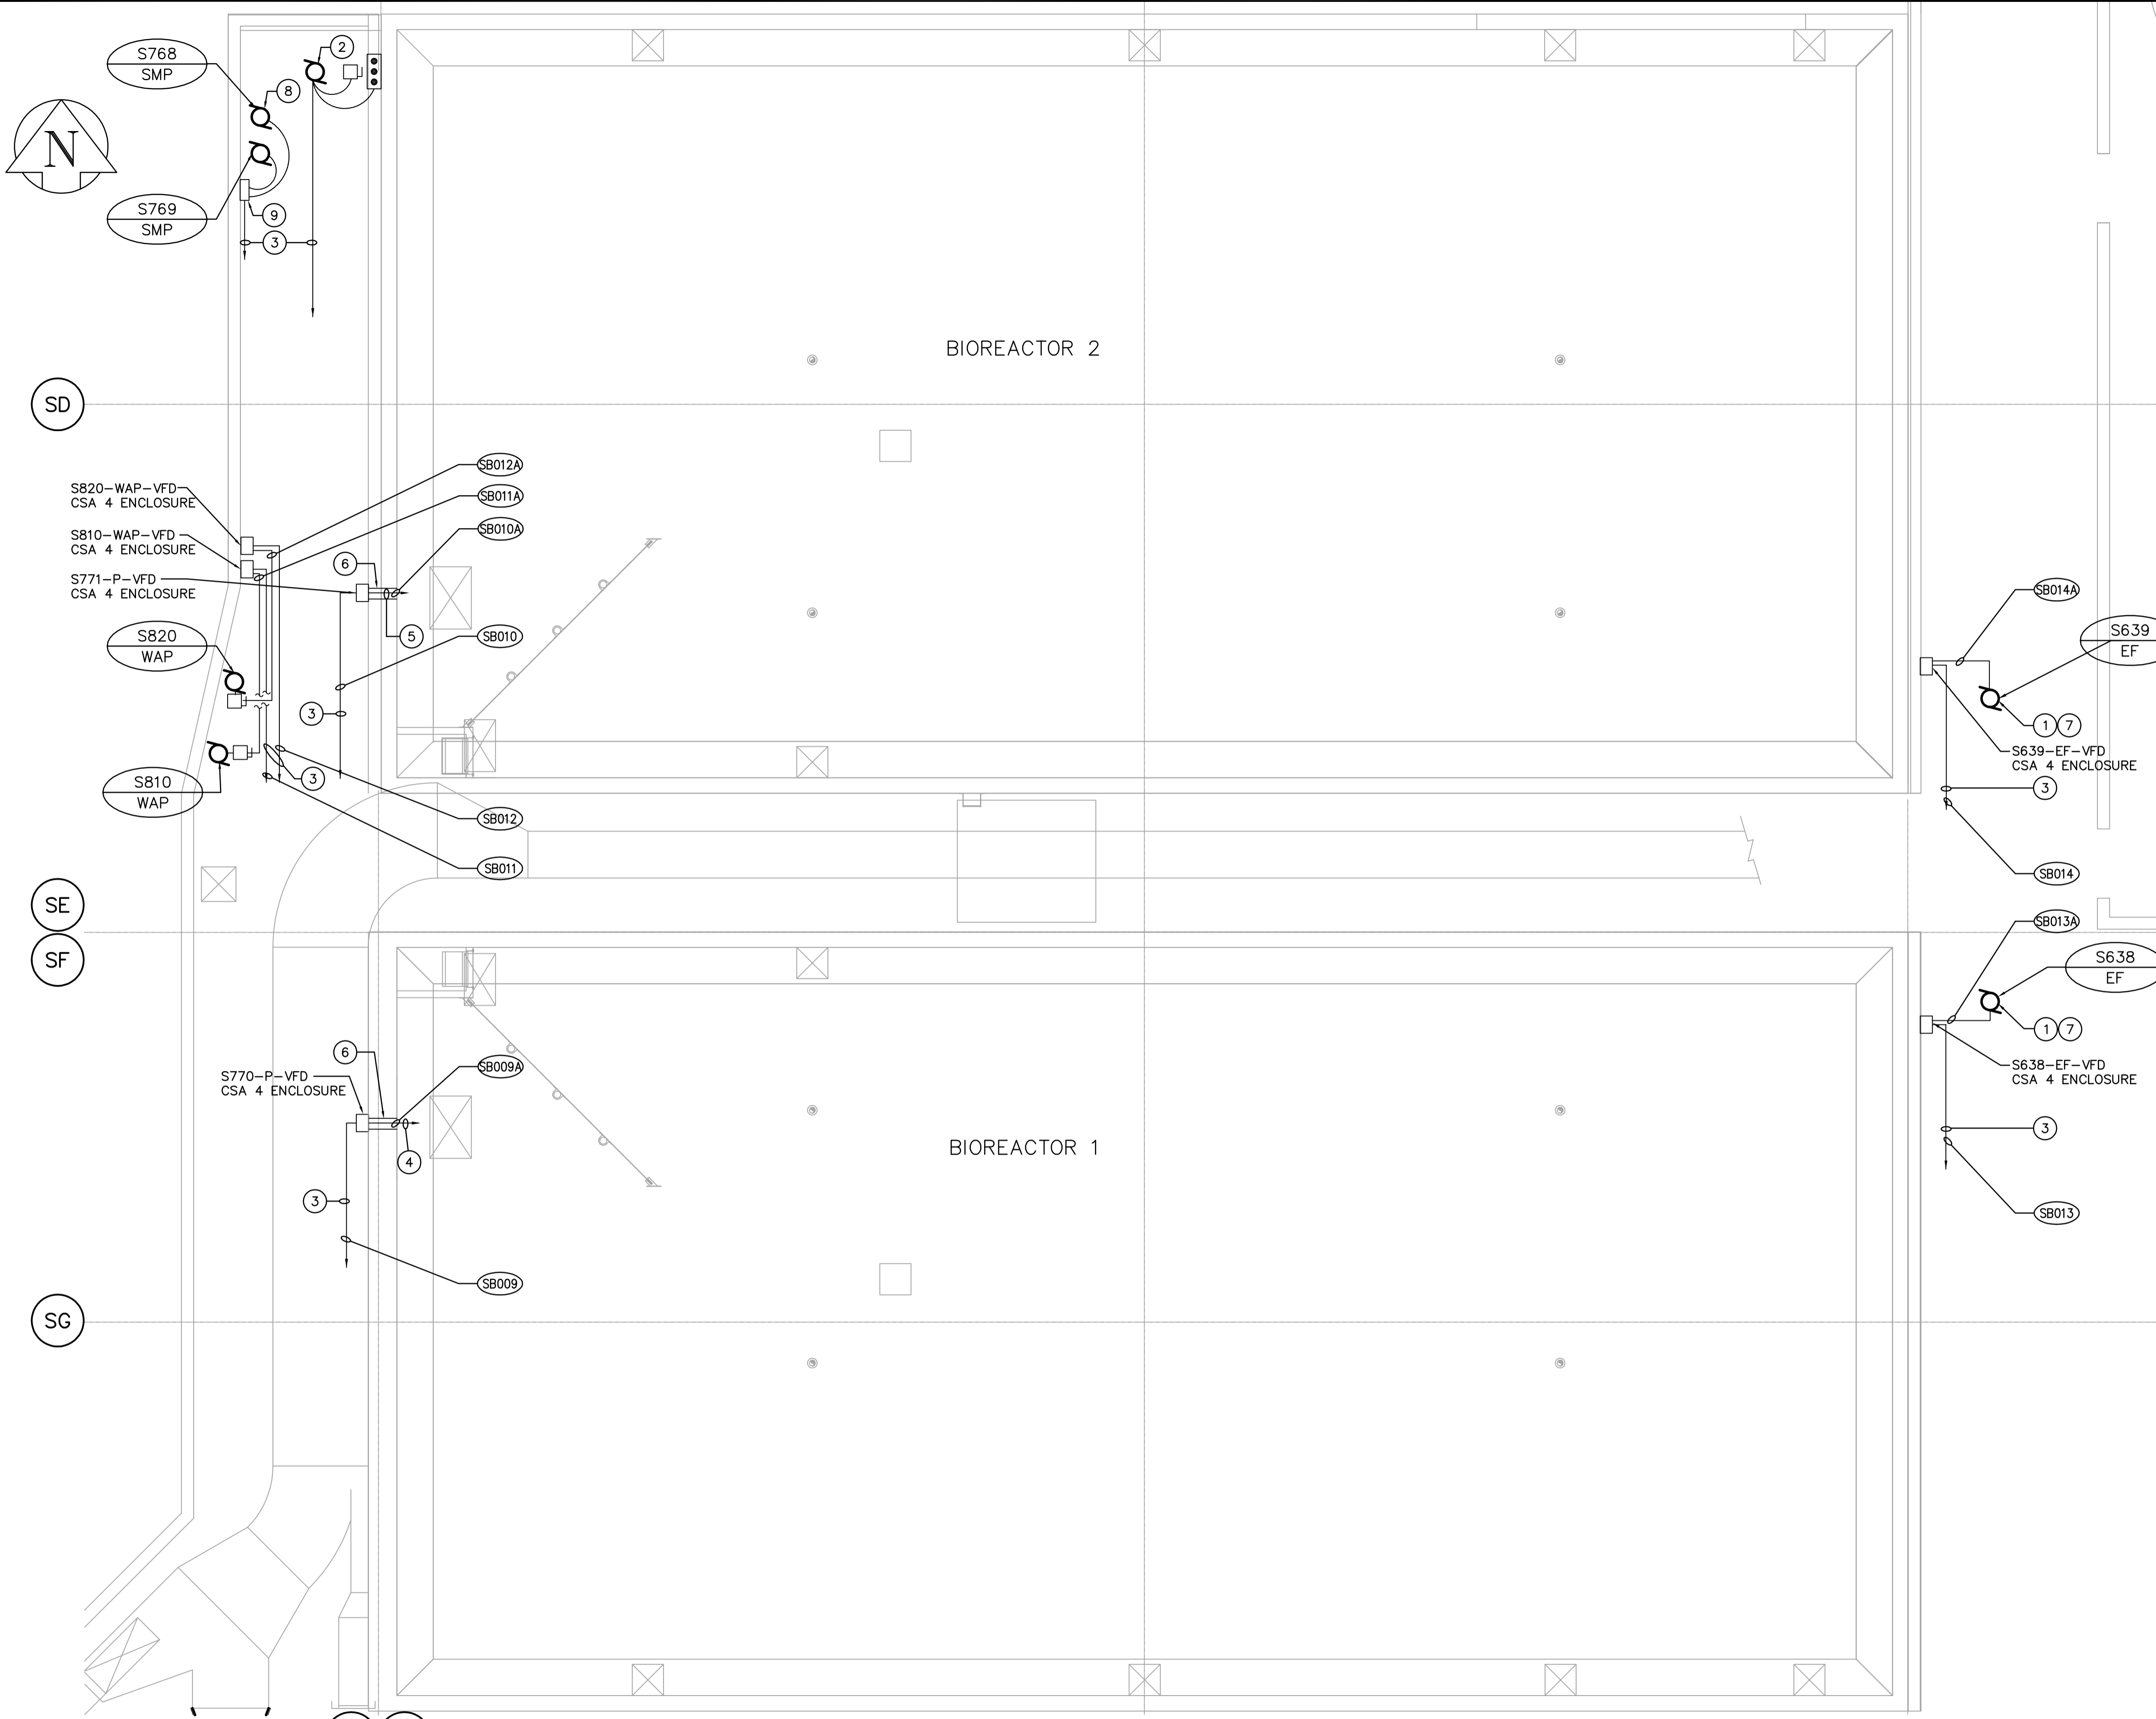 S768
SMP
2
8
N
S769
SMP
9
3
BIOREACTOR 2
SD
SB012A
S820-WAP-VFD
CSA 4 ENCLOSURE
SB011A
SB010A
S810-WAP-VFD
CSA 4 ENCLOSURE
6
S771-P-VFD
CSA 4 ENCLOSURE
SB014A
S820
WAP
5
SB010
S639
EF
3
1
7
S639-EF-VFD
CSA 4 ENCLOSURE
S810
WAP
3
3
SB012
SB011
SB014
SE
SB013A
SF
S638
EF
1
7
6
SB009A
S770-P-VFD
CSA 4 ENCLOSURE
S638-EF-VFD
CSA 4 ENCLOSURE
3
BIOREACTOR 1
4
3
SB013
SB009
SG